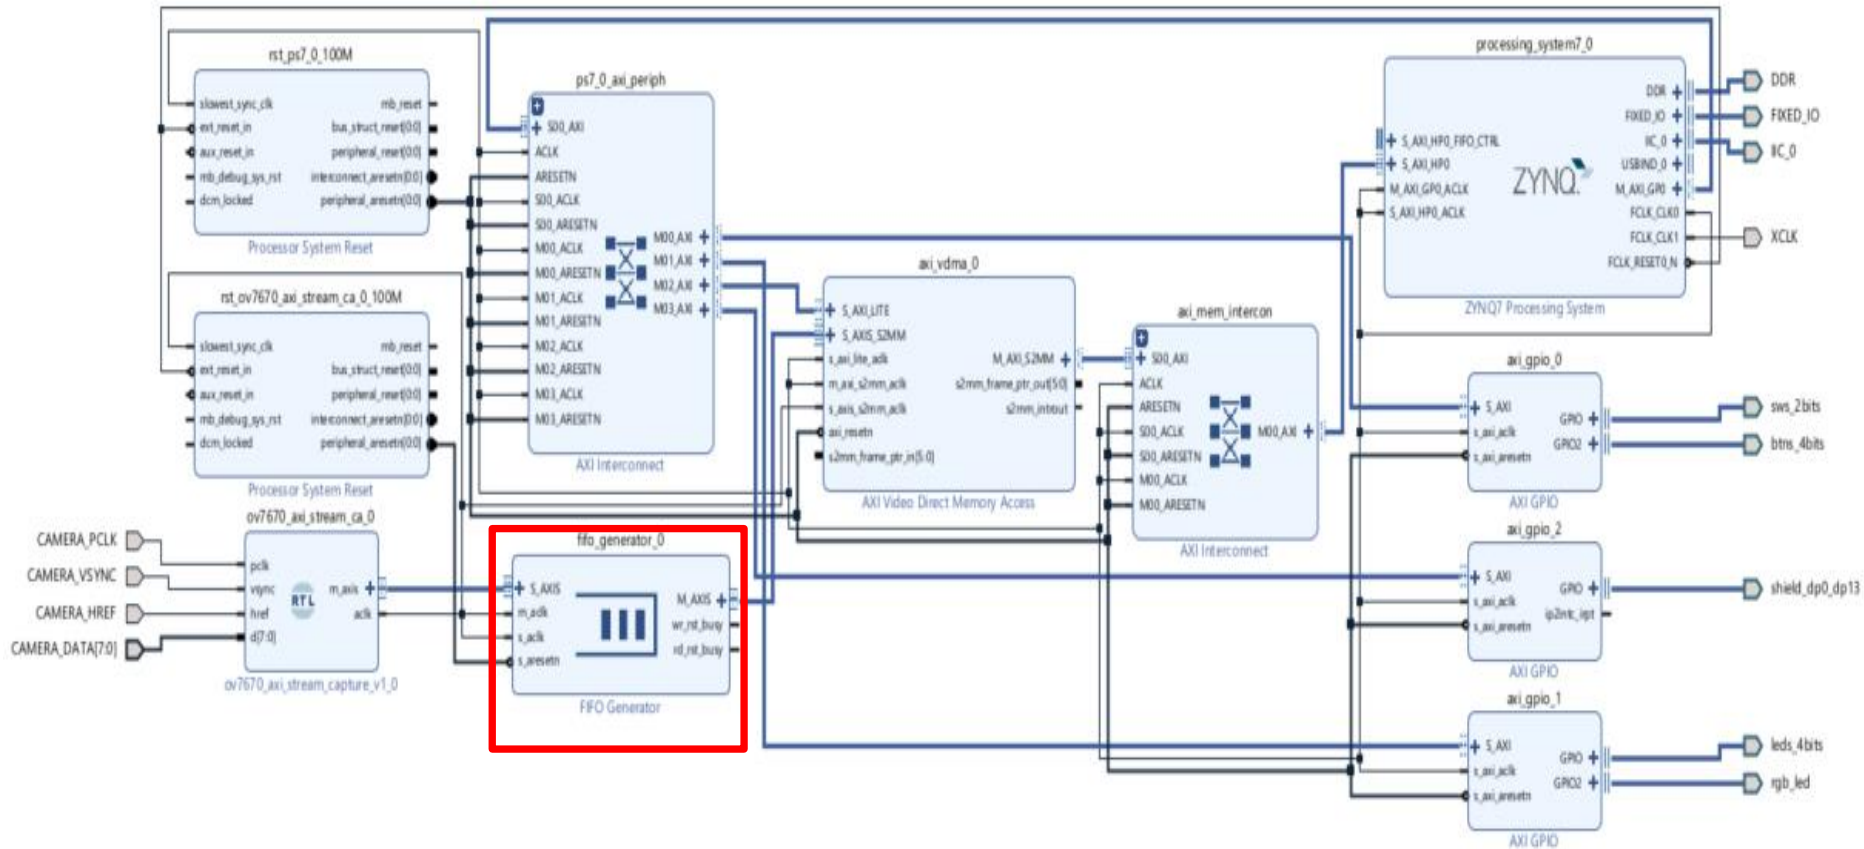 rst_ps7_0_100M
slowest_sync_clk
ext_reset_in
aux_reset_in
mb_debug_sys_rst
dcm_locked
mb_reset
bus_struct_reset[0:0]
peripheral_reset[0:0]
interconnect_aresetn[0:0]
peripheral_aresetn[0:0]
Processor System Reset
rst_ov7670_axi_stream_ca_0_100M
slowest_sync_clk
ext_reset_in
aux_reset_in
mb_debug_sys_rst
dcm_locked
mb_reset
bus_struct_reset[0:0]
peripheral_reset[0:0]
interconnect_aresetn[0:0]
peripheral_aresetn[0:0]
Processor System Reset
CAMERA_PCLK
CAMERA_VSYNC
CAMERA_HREF
CAMERA_DATA[7:0]
ov7670_axi_stream_ca_0
pclk
vsync
href
d[7:0]
RTL
m_axis
aclk
ov7670_axi_stream_capture_v1_0
ps7_0_axi_periph
S00_AXI
ACLK
ARESETN
S00_ACLK
S00_ARESETN
M00_ACLK
M00_ARESETN
M01_ACLK
M01_ARESETN
M02_ACLK
M02_ARESETN
M03_ACLK
M03_ARESETN
M00_AXI
M01_AXI
M02_AXI
M03_AXI
AXI Interconnect
fifo_generator_0
S_AXIS
m_aclk
s_aclk
s_aresetn
M_AXIS
wr_rst_busy
rd_rst_busy
FIFO Generator
axi_vdma_0
S_AXI_LITE
S_AXIS_S2MM
s_axi_lite_aclk
m_axi_s2mm_aclk
s_axis_s2mm_aclk
axi_resetn
s2mm_frame_ptr_in[5:0]
M_AXI_S2MM
s2mm_frame_ptr_out[5:0]
s2mm_introut
AXI Video Direct Memory Access
axi_mem_intercon
S00_AXI
ACLK
ARESETN
S00_ACLK
S00_ARESETN
M00_ACLK
M00_ARESETN
M00_AXI
AXI Interconnect
processing_system7_0
S_AXI_HP0_FIFO_CTRL
S_AXI_HP0
M_AXI_GP0_ACLK
S_AXI_HP0_ACLK
ZYNQ
DDR
FIXED_IO
IIC_0
USBIND_0
M_AXI_GP0
FCLK_CLK0
FCLK_CLK1
FCLK_RESET0_N
ZYNQ7 Processing System
DDR
FIXED_IO
IIC_0
XCLK
axi_gpio_0
S_AXI
s_axi_aclk
s_axi_aresetn
GPIO
GPIO2
AXI GPIO
sws_2bits
btns_4bits
axi_gpio_2
S_AXI
s_axi_aclk
s_axi_aresetn
GPIO
ip2intc_irpt
AXI GPIO
shield_dp0_dp13
axi_gpio_1
S_AXI
s_axi_aclk
s_axi_aresetn
GPIO
GPIO2
AXI GPIO
leds_4bits
rgb_led